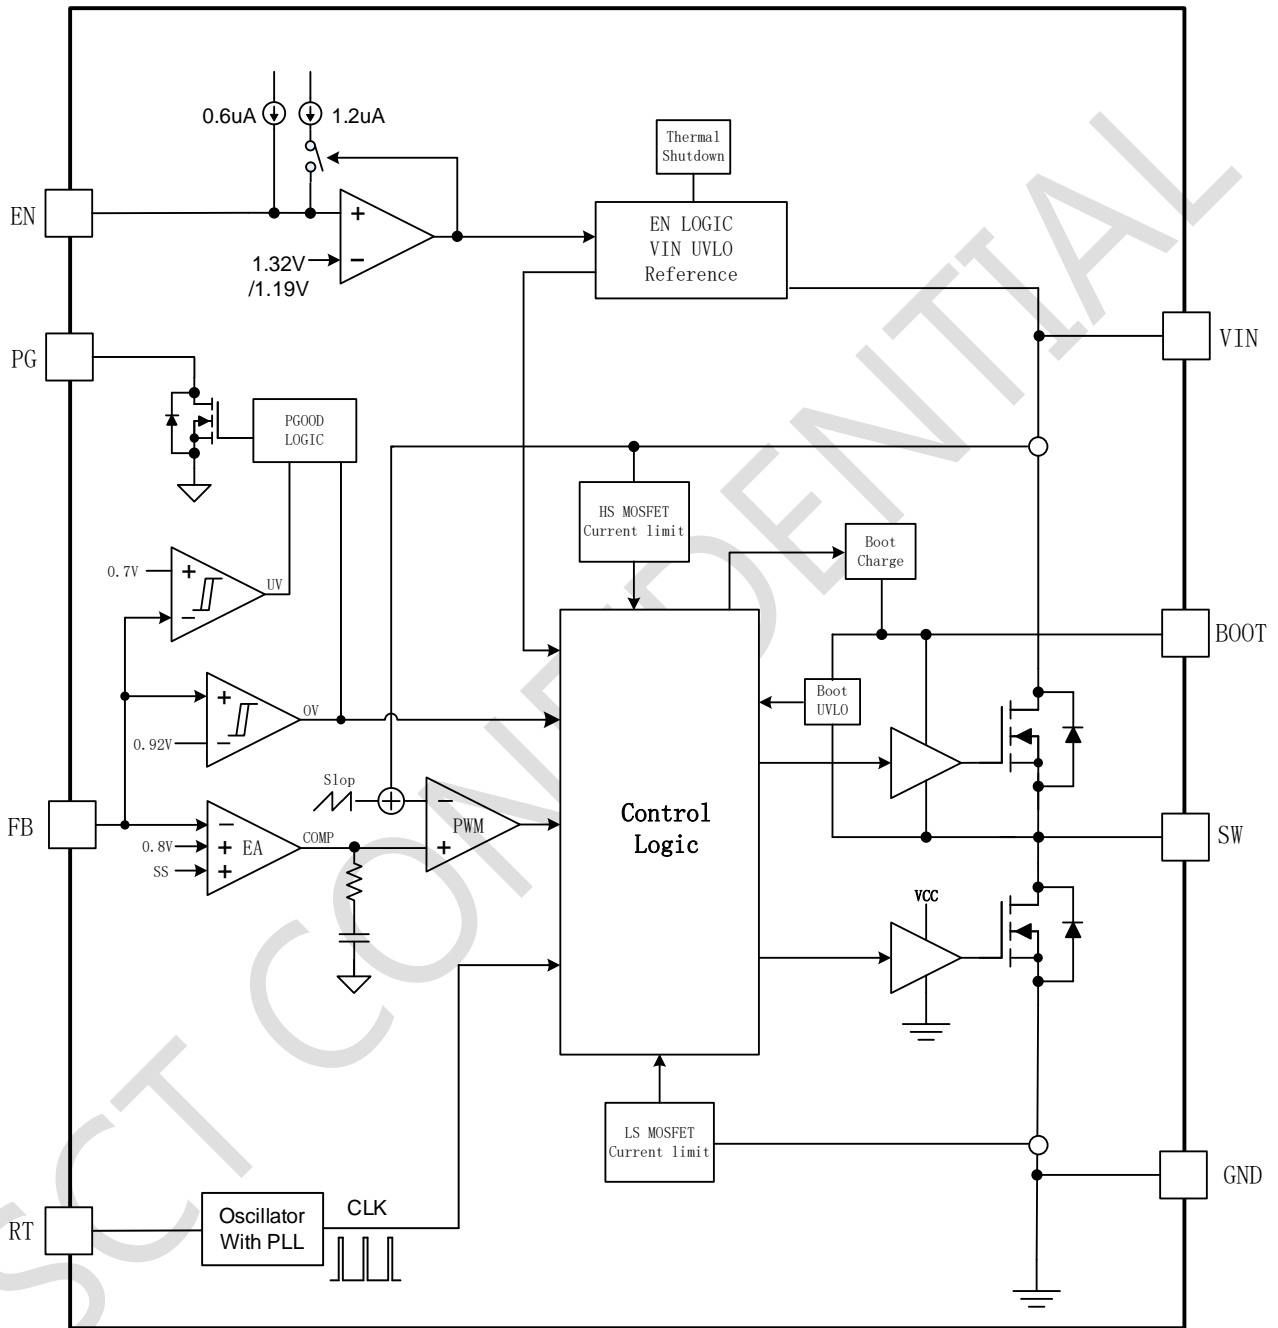 0.6uA
1.2uA
Thermal
Shutdown
EN
EN LOGIC
VIN UVLO
Reference
1.32V
/1.19V
VIN
PG
PGOOD
LOGIC
HS MOSFET
Current limit
Boot
Charge
0.7V
UV
BOOT
Boot
UVLO
OV
0.92V
Slop
PWM
Control
Logic
FB
0.8V
SS
EA
COMP
SW
VCC
LS MOSFET
Current limit
GND
RT
Oscillator
With PLL
CLK
SCT CONFIDENTIAL